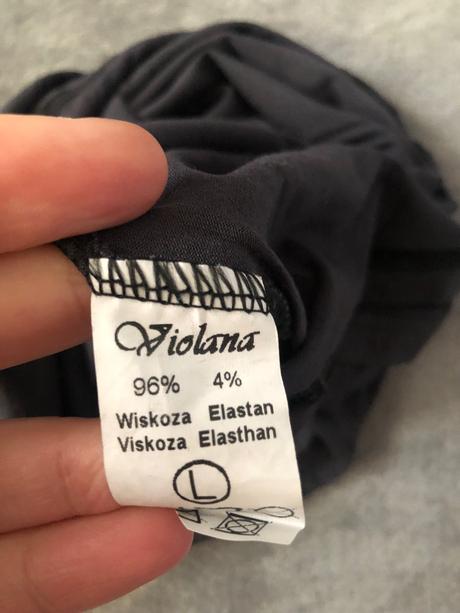 Violana
96% 4%
Wiskoza Elastan
Viskoza Elasthan
L